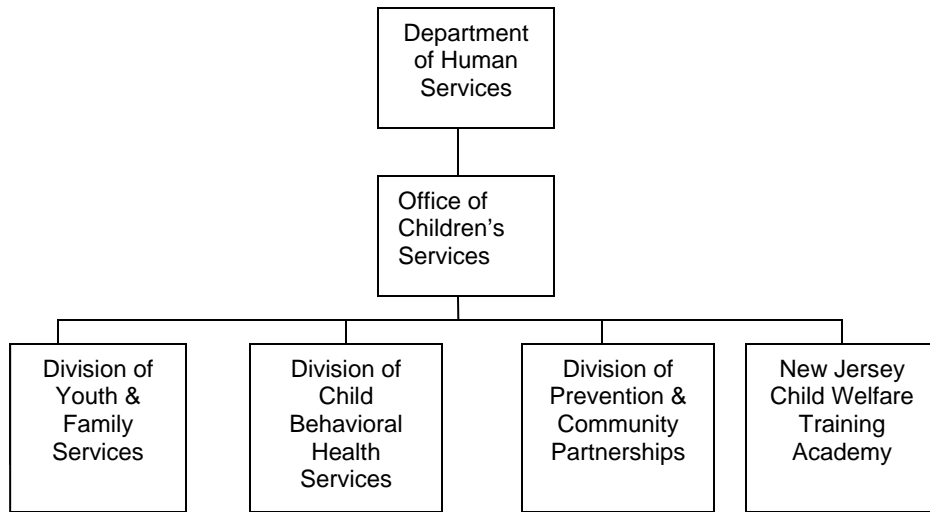 Department
of Human
Services
Office of
Children’s
Services
Division of
Youth &
Family
Services
Division of
Child
Behavioral
Health
Services
Division of
Prevention &
Community
Partnerships
New Jersey
Child Welfare
Training
Academy